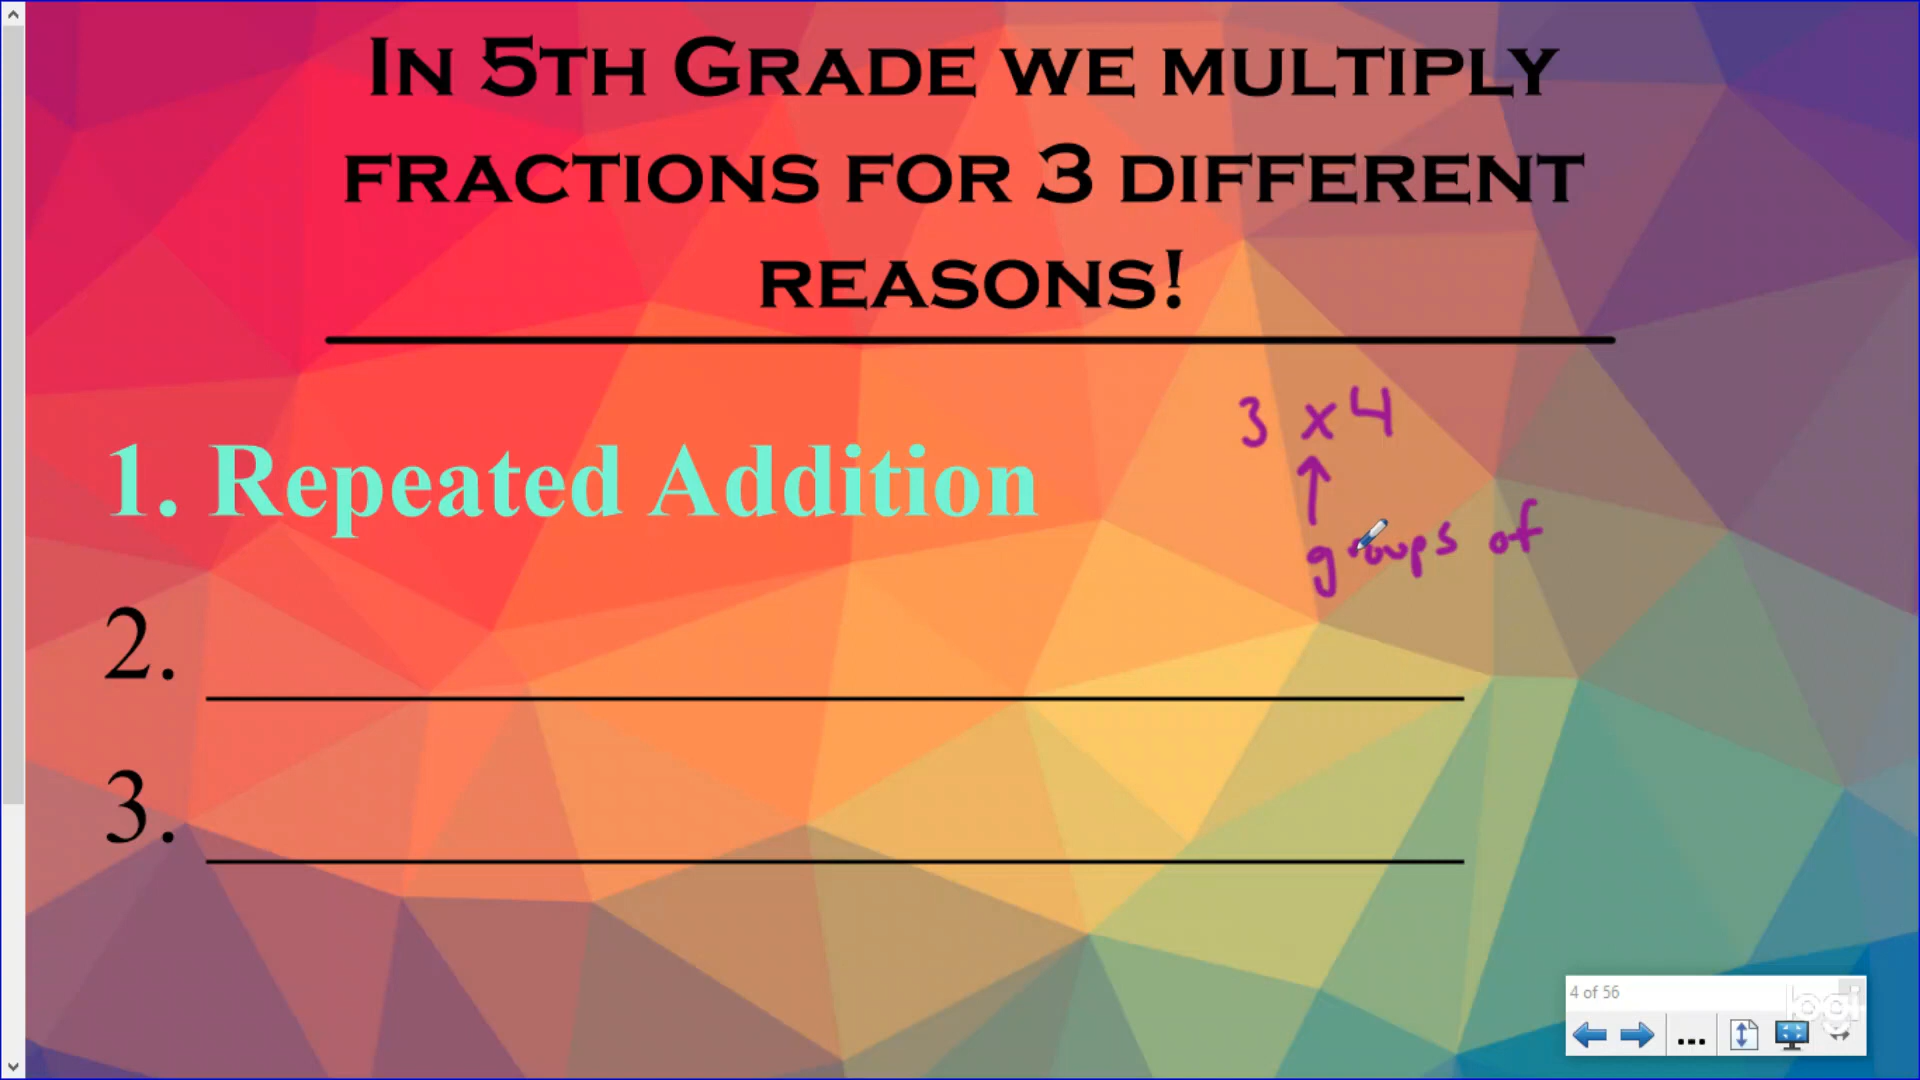 In 5th Grade we multiply
fractions for 3 different
reasons!
3 x 4
1. Repeated Addition
groups of
2.
3.
4 of 56
logi
...